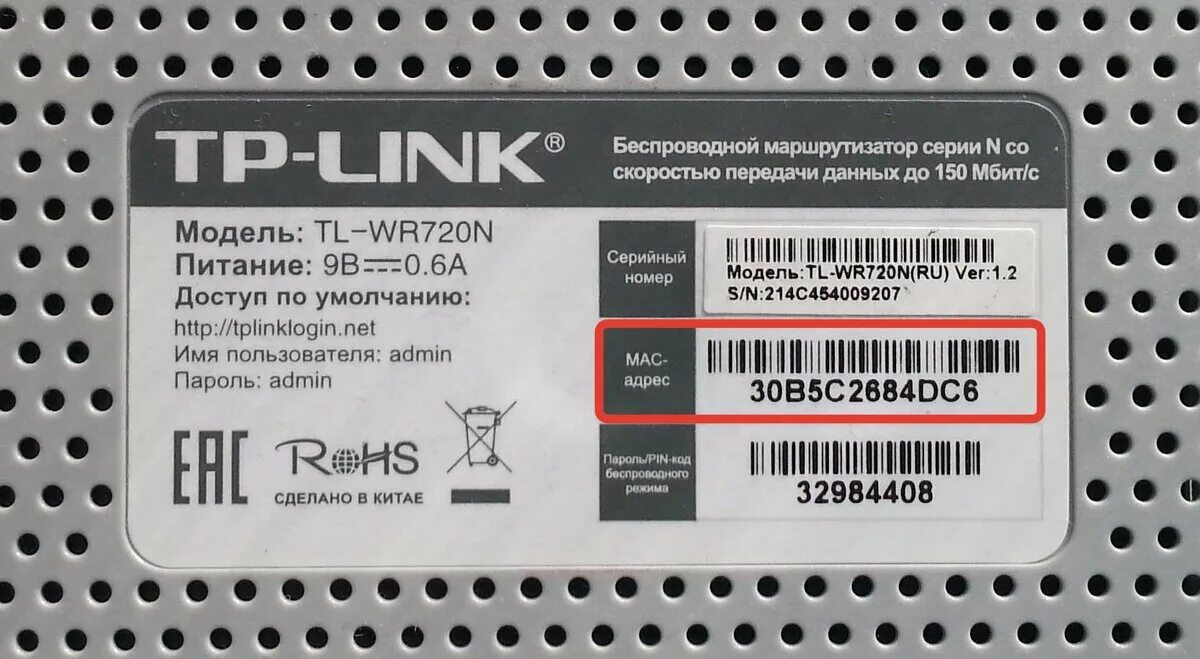 TP-LINK®
Беспроводной маршрутизатор серии N со
скоростью передачи данных до 150 Мбит/с
Модель: TL-WR720N
Питание: 9В⎓0.6А
Доступ по умолчанию:
http://tplinklogin.net
Имя пользователя: admin
Пароль: admin
EAC
RoHS
СДЕЛАНО В КИТАЕ
Серийный
номер
Модель:TL-WR720N(RU) Ver:1.2
S/N:214C454009207
MAC-
адрес
30B5C2684DC6
Пароль/PIN-код
беспроводного
режима
32984408